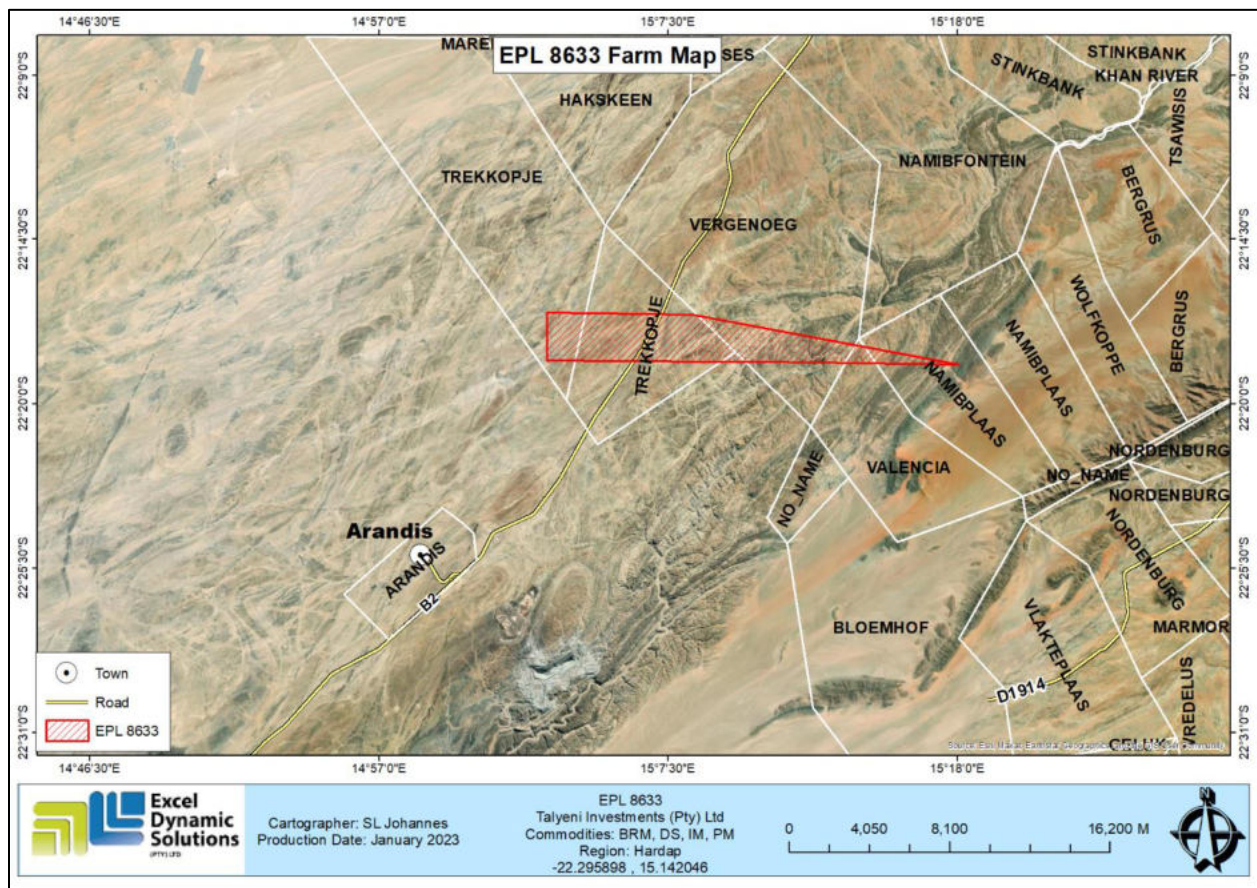 14°46'30"E 14°57'0"E 15°7'30"E 15°18'0"E
EPL 8633 Farm Map
22°9'0"S
22°14'30"S
22°20'0"S
22°25'30"S
22°31'0"S
22°9'0"S
22°14'30"S
22°20'0"S
22°25'30"S
22°31'0"S
STINKBANK
STINKBANK
KHAN RIVER
HAKSKEEN
TSAWISIS
NAMIBFONTEIN
TREKKOPJE
BERGRUS
VERGENOEG
WOLFKOPPE
TREKKOPJE
NAMIBPLAAS
BERGRUS
NAMIBPLAAS
NORDENBURG
VALENCIA
NO_NAME
NORDENBURG
NO_NAME
NORDENBURG
Arandis
ARANDIS
B2
BLOEMHOF
VLAKTEPLAAS
MARMOR
D1914
VREDELUS
Town
Road
EPL 8633
14°46'30"E 14°57'0"E 15°7'30"E 15°18'0"E
Excel
Dynamic
Solutions
(PTY) LTD
Cartographer: SL Johannes
Production Date: January 2023
EPL 8633
Talyeni Investments (Pty) Ltd
Commodities: BRM, DS, IM, PM
Region: Hardap
-22.295898 , 15.142046
0 4,050 8,100 16,200 M
N